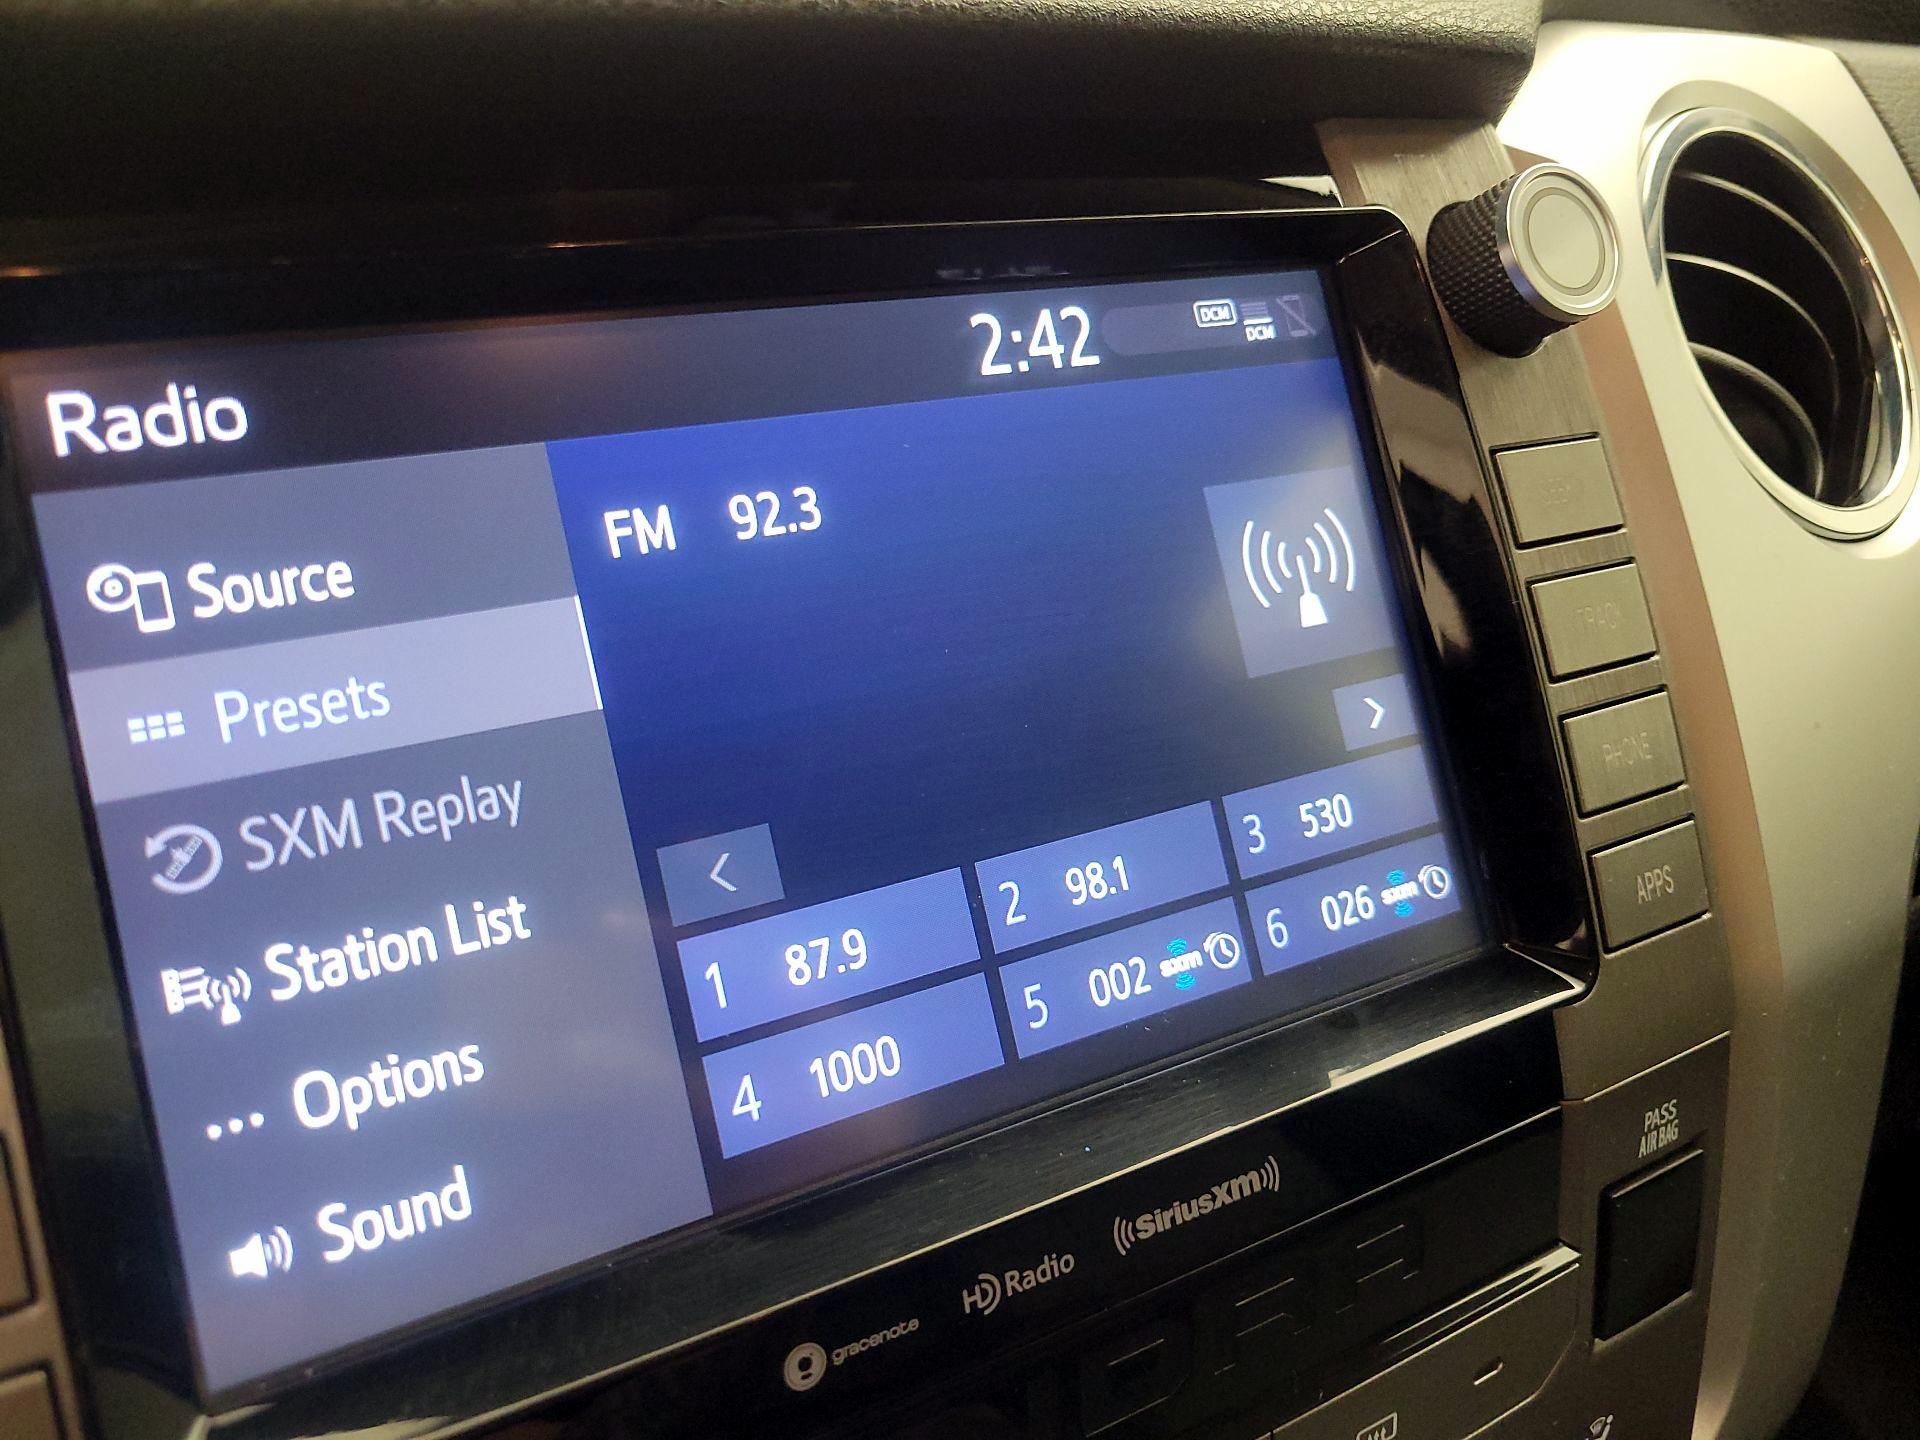 2:42
DCM
DCM
Radio
Source
Presets
SXM Replay
Station List
... Options
Sound
FM 92.3
<
>
1 87.9
2 98.1
3 530
4 1000
5 002 sxm
6 026 sxm
TRACK
PHONE
APPS
PASS
AIR BAG
gracenote
HD Radio
((SiriusXM))